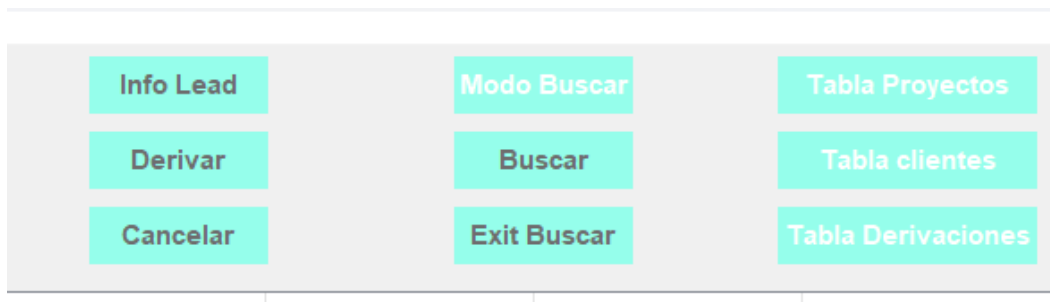 Info Lead
Modo Buscar
Tabla Proyectos
Derivar
Buscar
Tabla clientes
Cancelar
Exit Buscar
Tabla Derivaciones